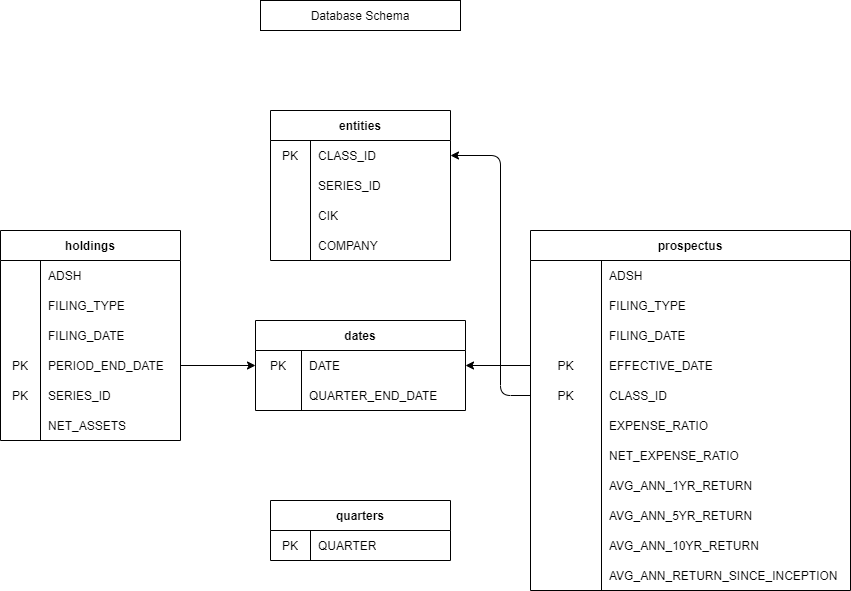 Database Schema
entities
PK CLASS_ID
SERIES_ID
CIK
COMPANY
holdings
ADSH
FILING_TYPE
FILING_DATE
PK PERIOD_END_DATE
PK SERIES_ID
NET_ASSETS
dates
PK DATE
QUARTER_END_DATE
quarters
PK QUARTER
prospectus
ADSH
FILING_TYPE
FILING_DATE
PK EFFECTIVE_DATE
PK CLASS_ID
EXPENSE_RATIO
NET_EXPENSE_RATIO
AVG_ANN_1YR_RETURN
AVG_ANN_5YR_RETURN
AVG_ANN_10YR_RETURN
AVG_ANN_RETURN_SINCE_INCEPTION